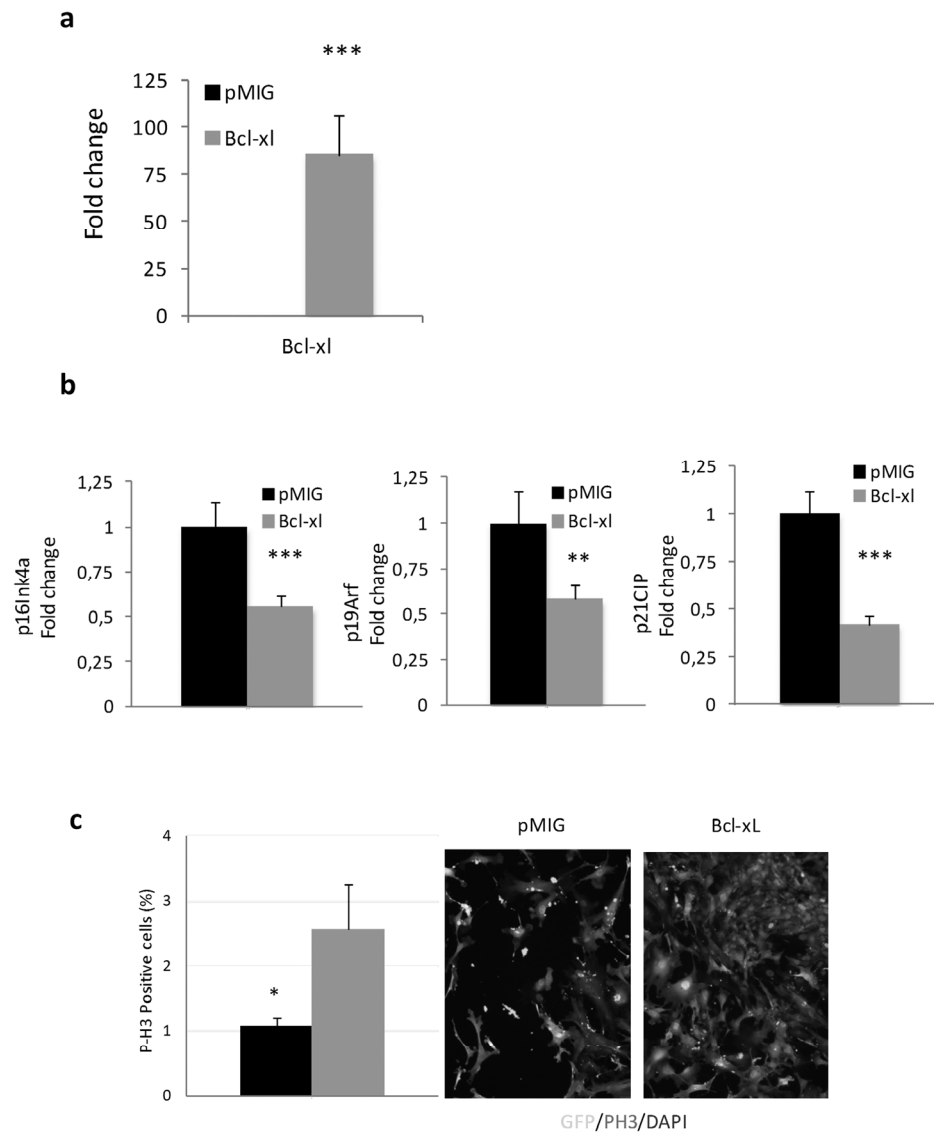 a
***
125
100
75
50
25
0
Fold change
pMIG
Bcl-xl
Bcl-xl
b
1,25
1
0,75
0,5
0,25
0
p16Ink4a
Fold change
pMIG
Bcl-xl
***
1,25
1
0,75
0,5
0,25
0
p19Arf
Fold change
pMIG
Bcl-xl
**
1,25
1
0,75
0,5
0,25
0
p21CIP
Fold change
pMIG
Bcl-xl
***
c
4
3
2
1
0
P-H3 Positive cells (%)
*
pMIG
Bcl-xL
GFP/PH3/DAPI